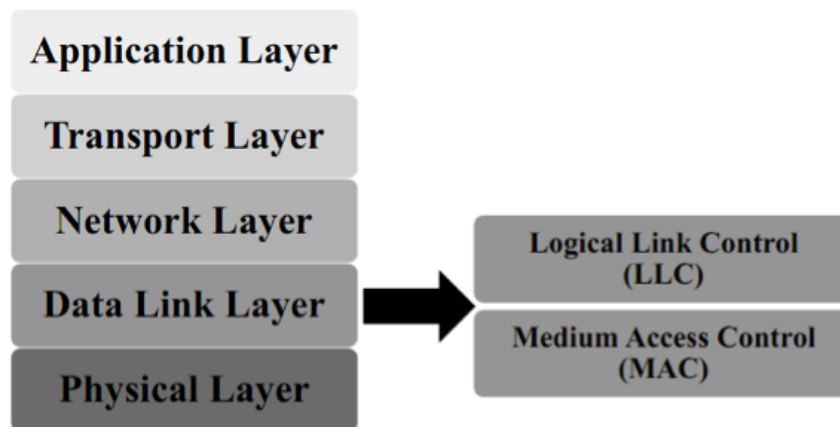 Application Layer
Transport Layer
Network Layer
Data Link Layer
Physical Layer
Logical Link Control
(LLC)
Medium Access Control
(MAC)